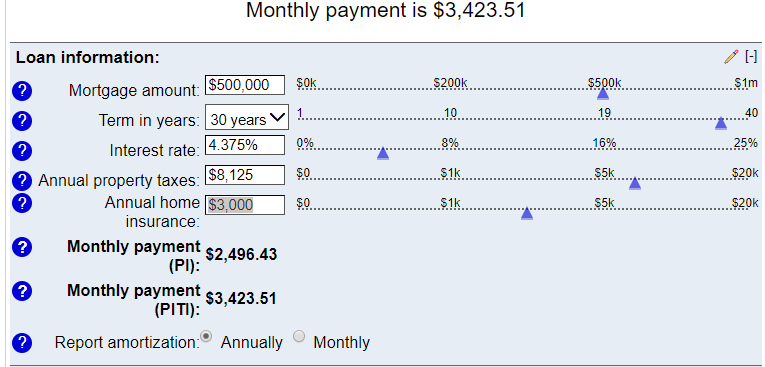 Monthly payment is $3,423.51
Loan information: [-]
? Mortgage amount: $500,000 $0k $200k $500k $1m
? Term in years: 30 years 1 10 19 40
? Interest rate: 4.375% 0% 8% 16% 25%
? Annual property taxes: $8,125 $0 $1k $5k $20k
? Annual home $3,000 $0 $1k $5k $20k
insurance:
? Monthly payment $2,496.43
(PI):
? Monthly payment $3,423.51
(PITI):
? Report amortization: Annually Monthly